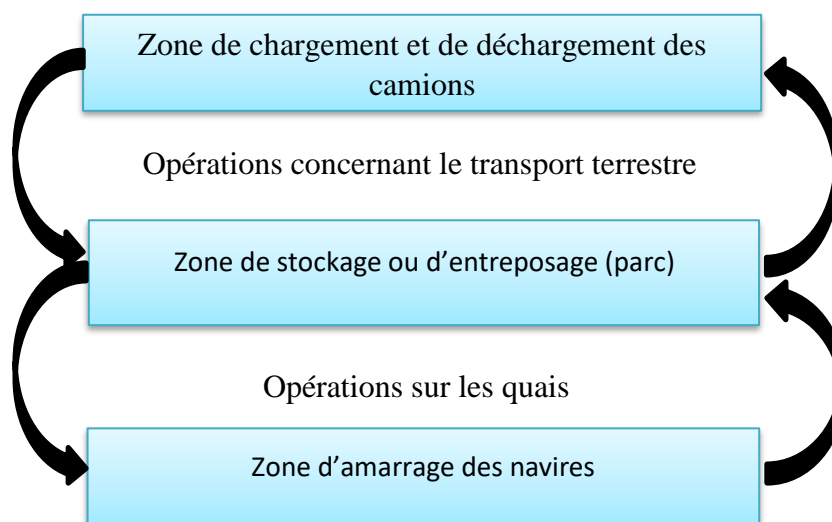 Zone de chargement et de déchargement des
camions
Opérations concernant le transport terrestre
Zone de stockage ou d’entreposage (parc)
Opérations sur les quais
Zone d’amarrage des navires